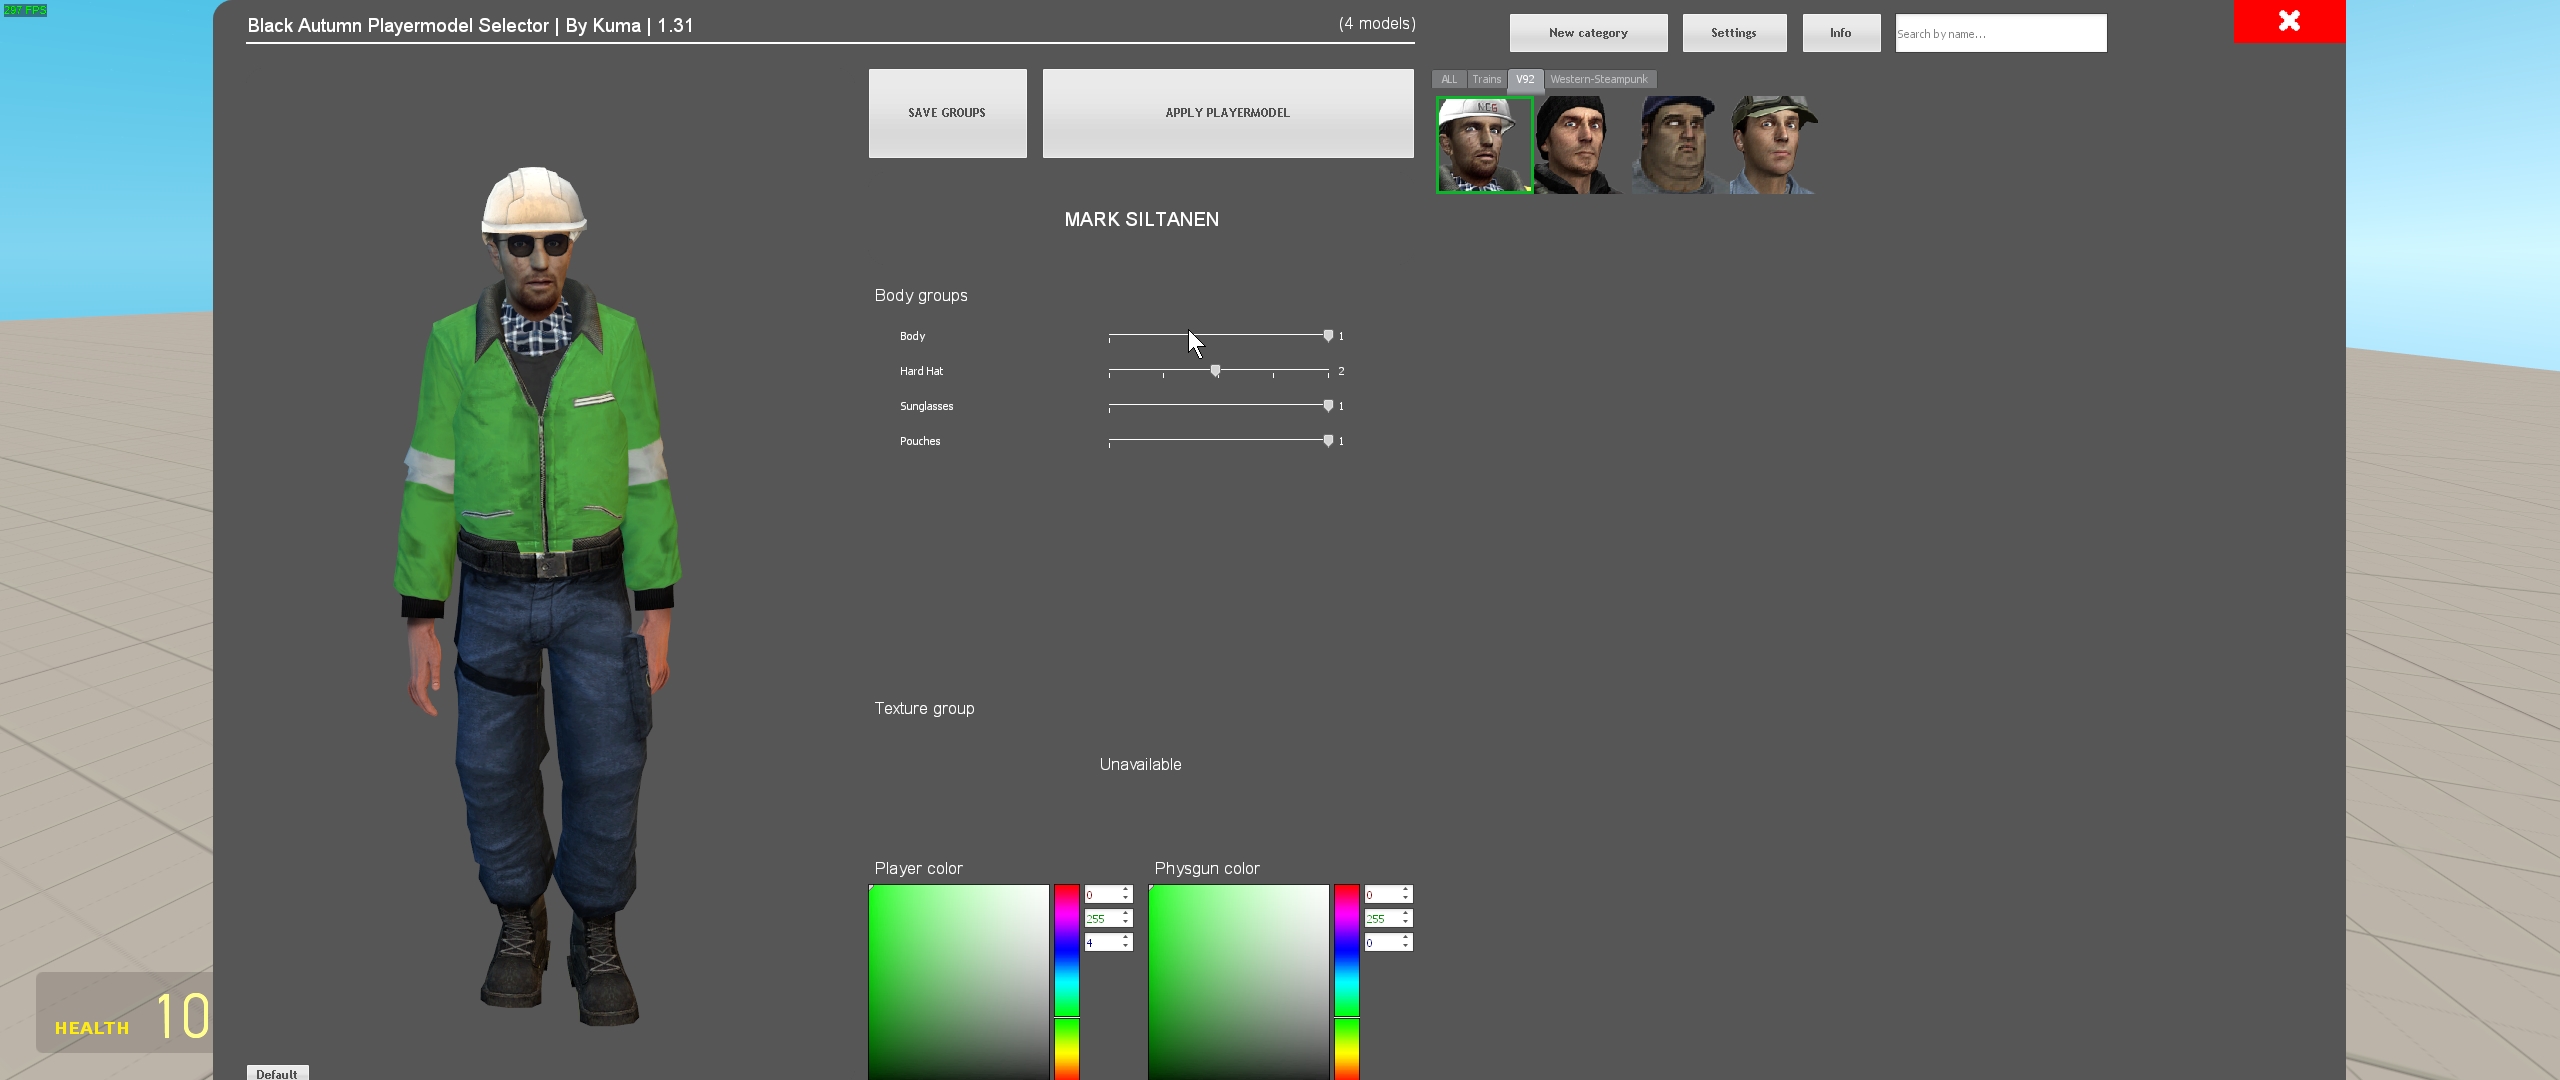 297 FPS
Black Autumn Playermodel Selector | By Kuma | 1.31
(4 models)
New category
Settings
Info
Search by name...
SAVE GROUPS
APPLY PLAYERMODEL
ALL
Trains
V92
Western-Steampunk
MARK SILTANEN
Body groups
Body
1
Hard Hat
2
Sunglasses
1
Pouches
1
Texture group
Unavailable
Player color
0
255
4
Physgun color
0
255
0
HEALTH 10
Default